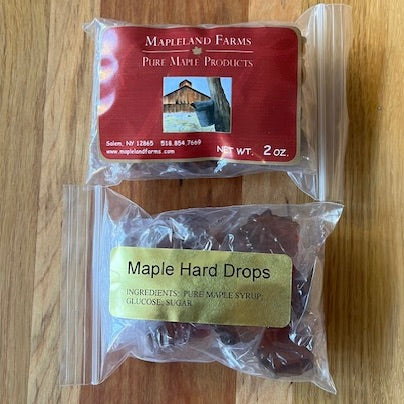 Mapleland Farms
Pure Maple Products
Salem, NY 12865 518.854.7669
www.maplelandfarms.com
NET WT. 2 OZ.
Maple Hard Drops
INGREDIENTS: PURE MAPLE SYRUP;
GLUCOSE; SUGAR